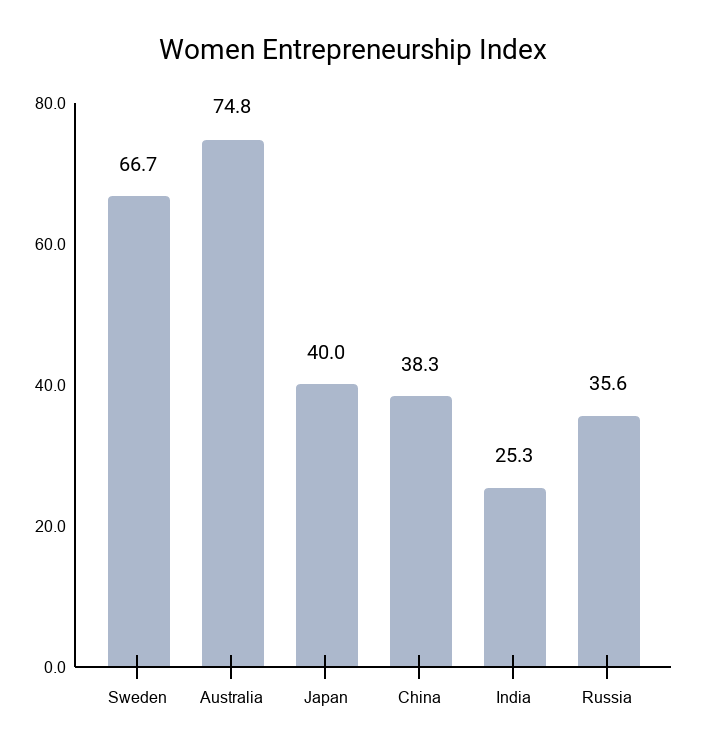 Women Entrepreneurship Index
80.0
60.0
40.0
20.0
0.0
66.7
74.8
40.0
38.3
25.3
35.6
Sweden
Australia
Japan
China
India
Russia